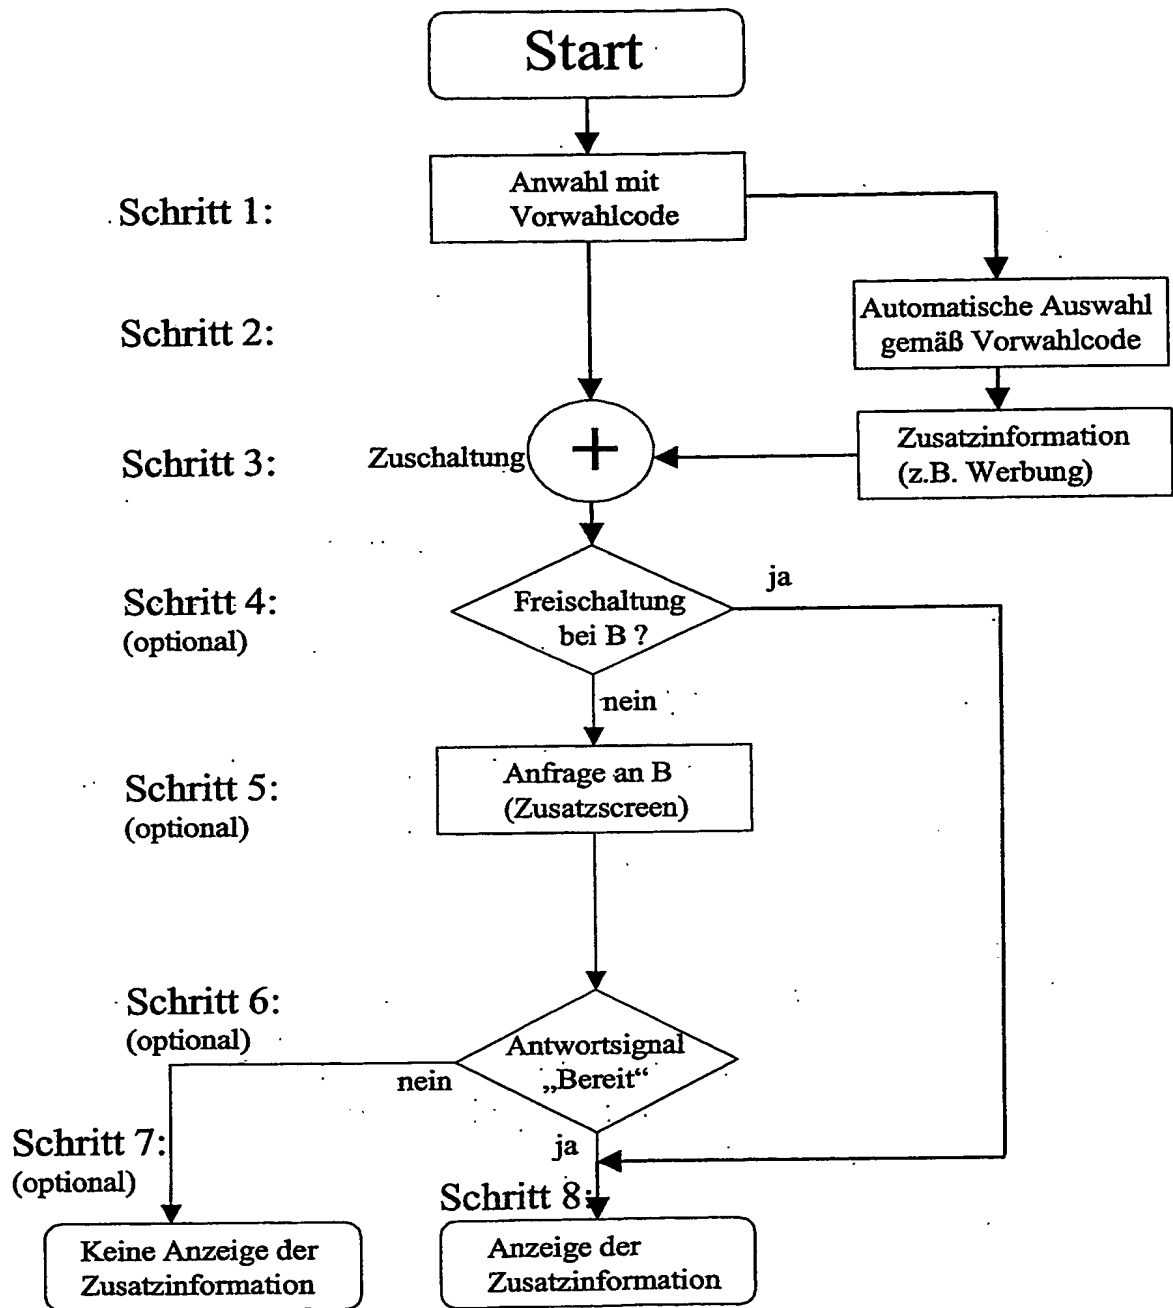 Start
Schritt 1:
Anwahl mit
Vorwahlcode
Schritt 2:
Automatische Auswahl
gemäß Vorwahlcode
Schritt 3:
Zuschaltung
+
Zusatzinformation
(z.B. Werbung)
Schritt 4:
(optional)
Freischaltung
bei B ?
ja
nein
Schritt 5:
(optional)
Anfrage an B
(Zusatzscreen)
Schritt 6:
(optional)
Antwortsignal
„Bereit“
nein
ja
Schritt 7:
(optional)
Schritt 8:
Keine Anzeige der
Zusatzinformation
Anzeige der
Zusatzinformation